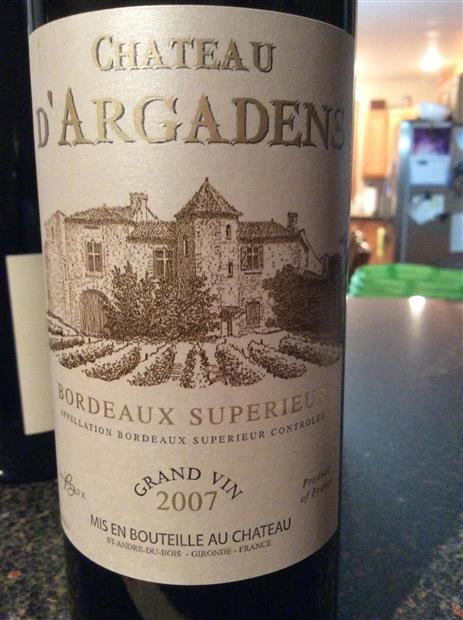 CHATEAU
D'ARGADENS
BORDEAUX SUPERIEUR
APPELLATION BORDEAUX SUPERIEUR CONTROLEE
GRAND VIN
2007
Product
of France
MIS EN BOUTEILLE AU CHATEAU
ST-ANDRE-DU-BOIS - GIRONDE - FRANCE